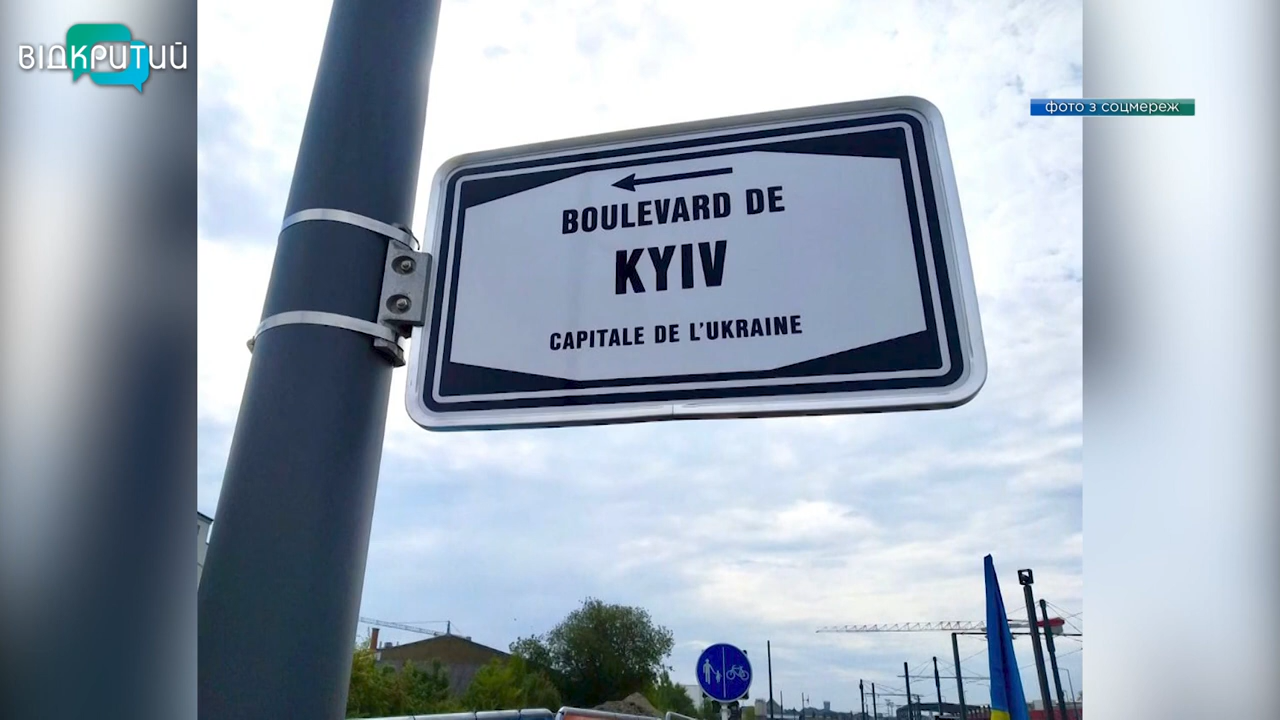 ВІДКРИТИЙ
фото з соцмереж
BOULEVARD DE
KYIV
CAPITALE DE L'UKRAINE